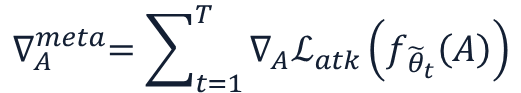 ∇_A^{meta} = ∑_{t=1}^{T} ∇_A ℒ_{atk} (f_{θ̃_t}(A))